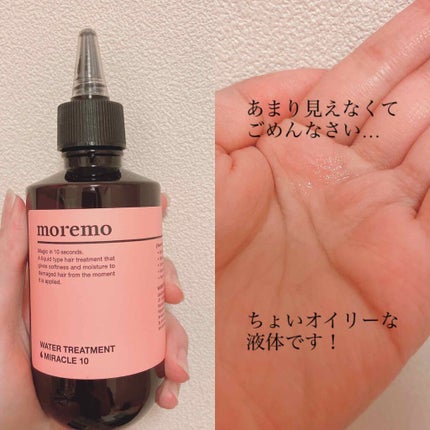 moremo
Magic in 10 seconds.
A liquid type hair treatment that
gives softness and moisture to
damaged hair from the moment
it is applied.
WATER TREATMENT
MIRACLE 10
あまり見えなくて
ごめんなさい…
ちょいオイリーな
液体です！